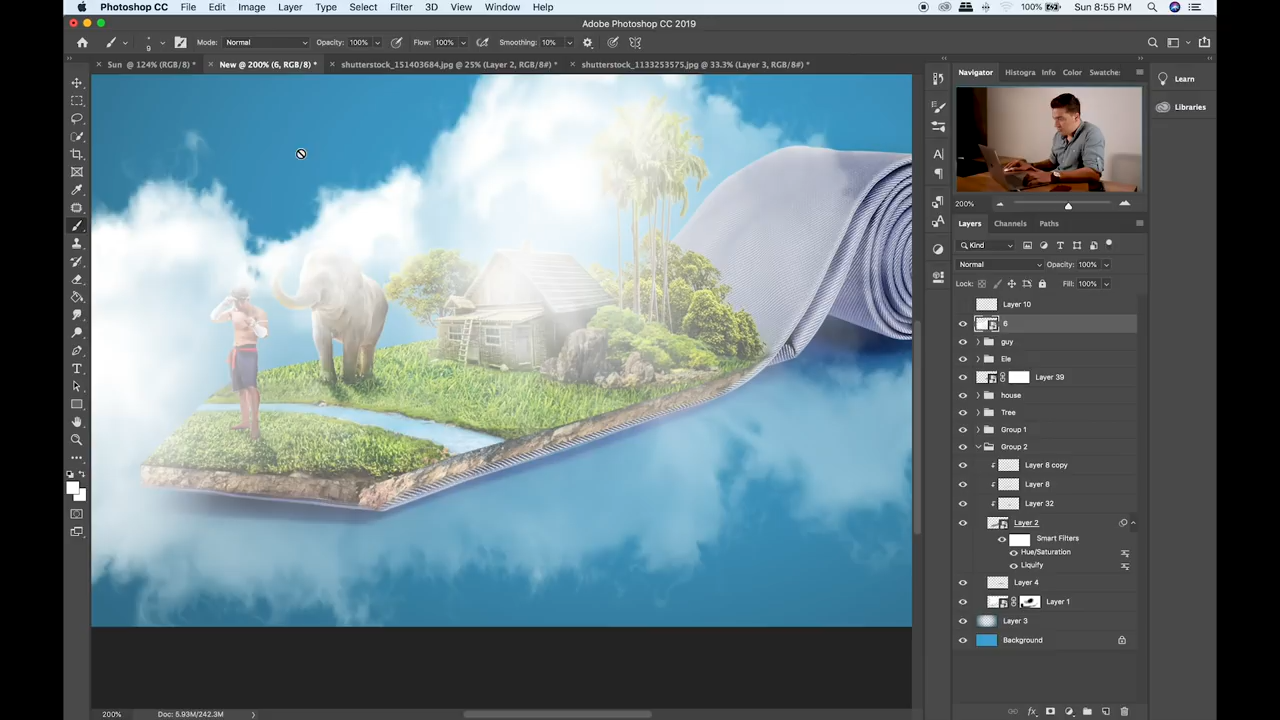 Photoshop CC File Edit Image Layer Type Select Filter 3D View Window Help 100% Sun 8:55 PM
Adobe Photoshop CC 2019
9 Mode: Normal Opacity: 100% Flow: 100% Smoothing: 10%
Sun @ 124% (RGB/8) * New @ 200% (6, RGB/8) * shutterstock_151403684.jpg @ 25% (Layer 2, RGB/8#) * shutterstock_1133253575.jpg @ 33.3% (Layer 3, RGB/8*) *
Navigator Histogra Info Color Swatche:
Learn
Libraries
200%
Layers Channels Paths
Kind
Normal Opacity: 100%
Lock: Fill: 100%
Layer 10
6
guy
Ele
Layer 39
house
Tree
Group 1
Group 2
Layer 8 copy
Layer 8
Layer 32
Layer 2
Smart Filters
Hue/Saturation
Liquify
Layer 4
Layer 1
Layer 3
Background
200% Doc: 5.93M/242.3M
fx